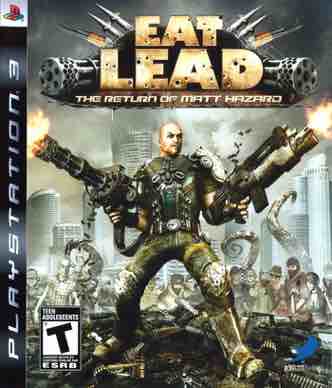 PLAYSTATION 3
EAT
LEAD
THE RETURN OF MATT HAZARD
TEEN
ADOLESCENTS
T
ESRB